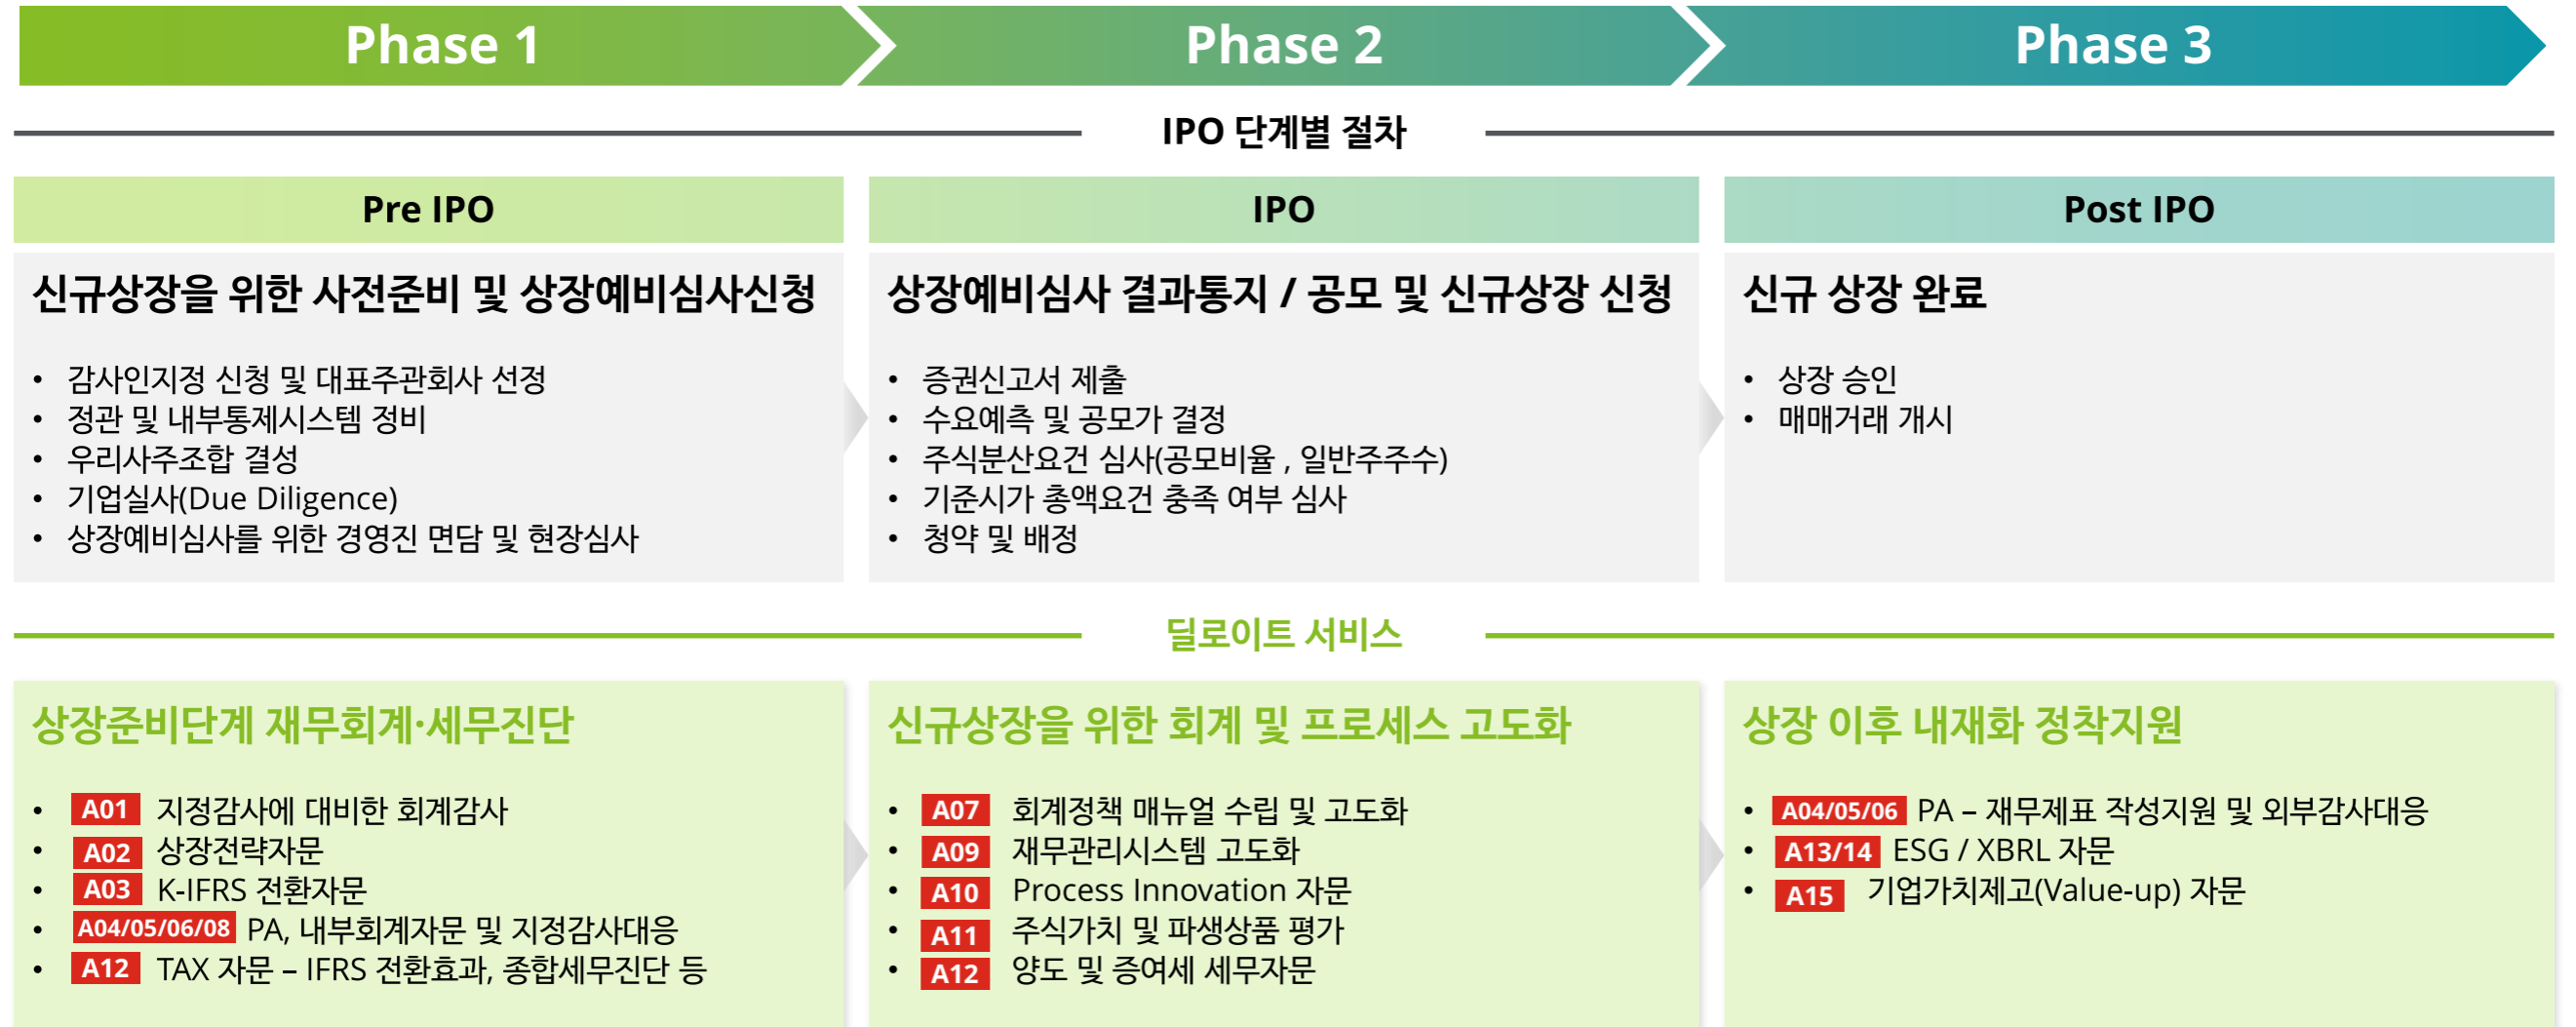 Phase 1
Phase 2
Phase 3
IPO 단계별 절차
Pre IPO
신규상장을 위한 사전준비 및 상장예비심사신청
• 감사인지정 신청 및 대표주관회사 선정
• 정관 및 내부통제시스템 정비
• 우리사주조합 결성
• 기업실사(Due Diligence)
• 상장예비심사를 위한 경영진 면담 및 현장심사
IPO
상장예비심사 결과통지 / 공모 및 신규상장 신청
• 증권신고서 제출
• 수요예측 및 공모가 결정
• 주식분산요건 심사(공모비율 , 일반주주수)
• 기준시가 총액요건 충족 여부 심사
• 청약 및 배정
Post IPO
신규 상장 완료
• 상장 승인
• 매매거래 개시
딜로이트 서비스
상장준비단계 재무회계·세무진단
• A01 지정감사에 대비한 회계감사
• A02 상장전략자문
• A03 K-IFRS 전환자문
• A04/05/06/08 PA, 내부회계자문 및 지정감사대응
• A12 TAX 자문 – IFRS 전환효과, 종합세무진단 등
신규상장을 위한 회계 및 프로세스 고도화
• A07 회계정책 매뉴얼 수립 및 고도화
• A09 재무관리시스템 고도화
• A10 Process Innovation 자문
• A11 주식가치 및 파생상품 평가
• A12 양도 및 증여세 세무자문
상장 이후 내재화 정착지원
• A04/05/06 PA – 재무제표 작성지원 및 외부감사대응
• A13/14 ESG / XBRL 자문
• A15 기업가치제고(Value-up) 자문